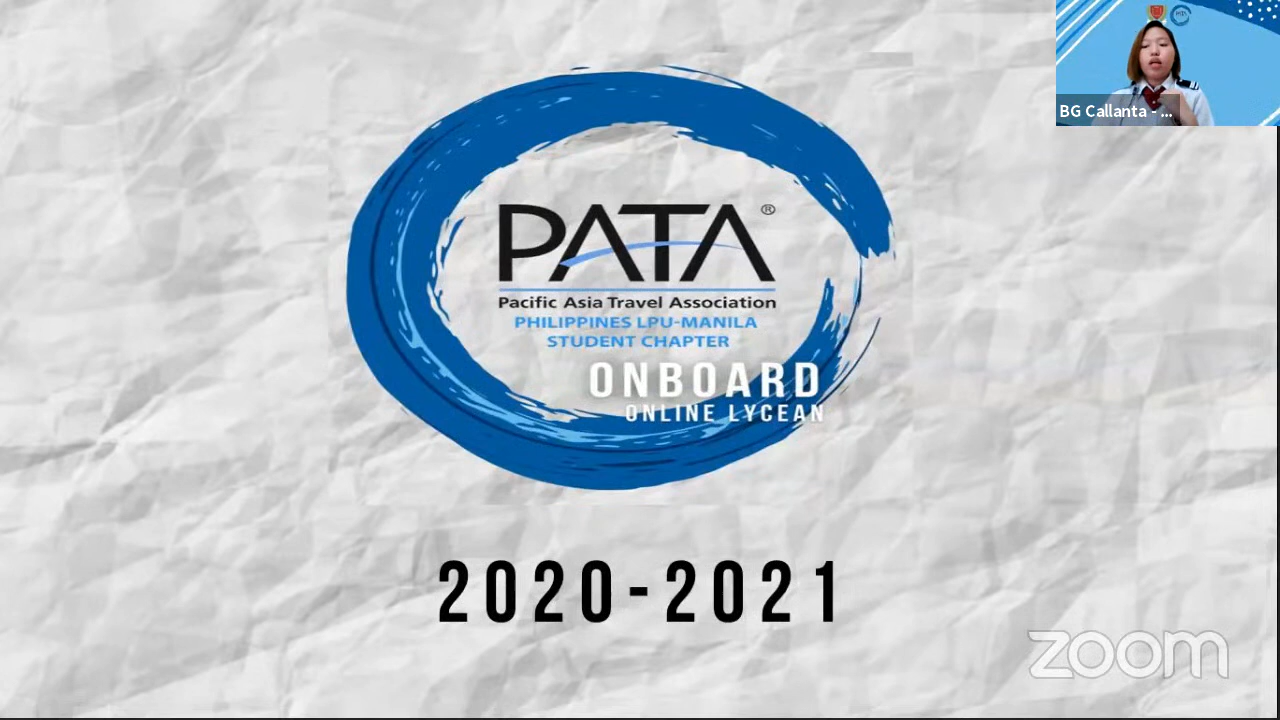 BG Callanta - ...
PATA®
Pacific Asia Travel Association
PHILIPPINES LPU-MANILA
STUDENT CHAPTER
ONBOARD
ONLINE LYCEAN
2020-2021
zoom